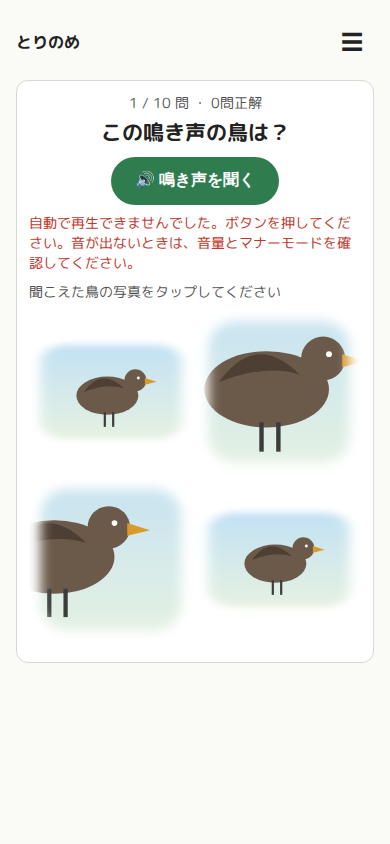 とりのめ
1 / 10 問 · 0問正解
この鳴き声の鳥は？
🔊 鳴き声を聞く
自動で再生できませんでした。ボタンを押してくだ
さい。音が出ないときは、音量とマナーモードを確
認してください。
聞こえた鳥の写真をタップしてください